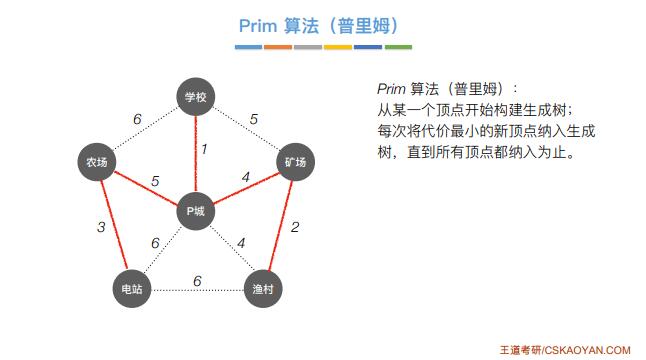 Prim 算法（普里姆）
学校
6
5
1
农场
矿场
5
4
P城
3
2
6
4
电站
6
渔村
Prim 算法（普里姆）：
从某一个顶点开始构建生成树；
每次将代价最小的新顶点纳入生成
树，直到所有顶点都纳入为止。
王道考研/CSKAOYAN.COM